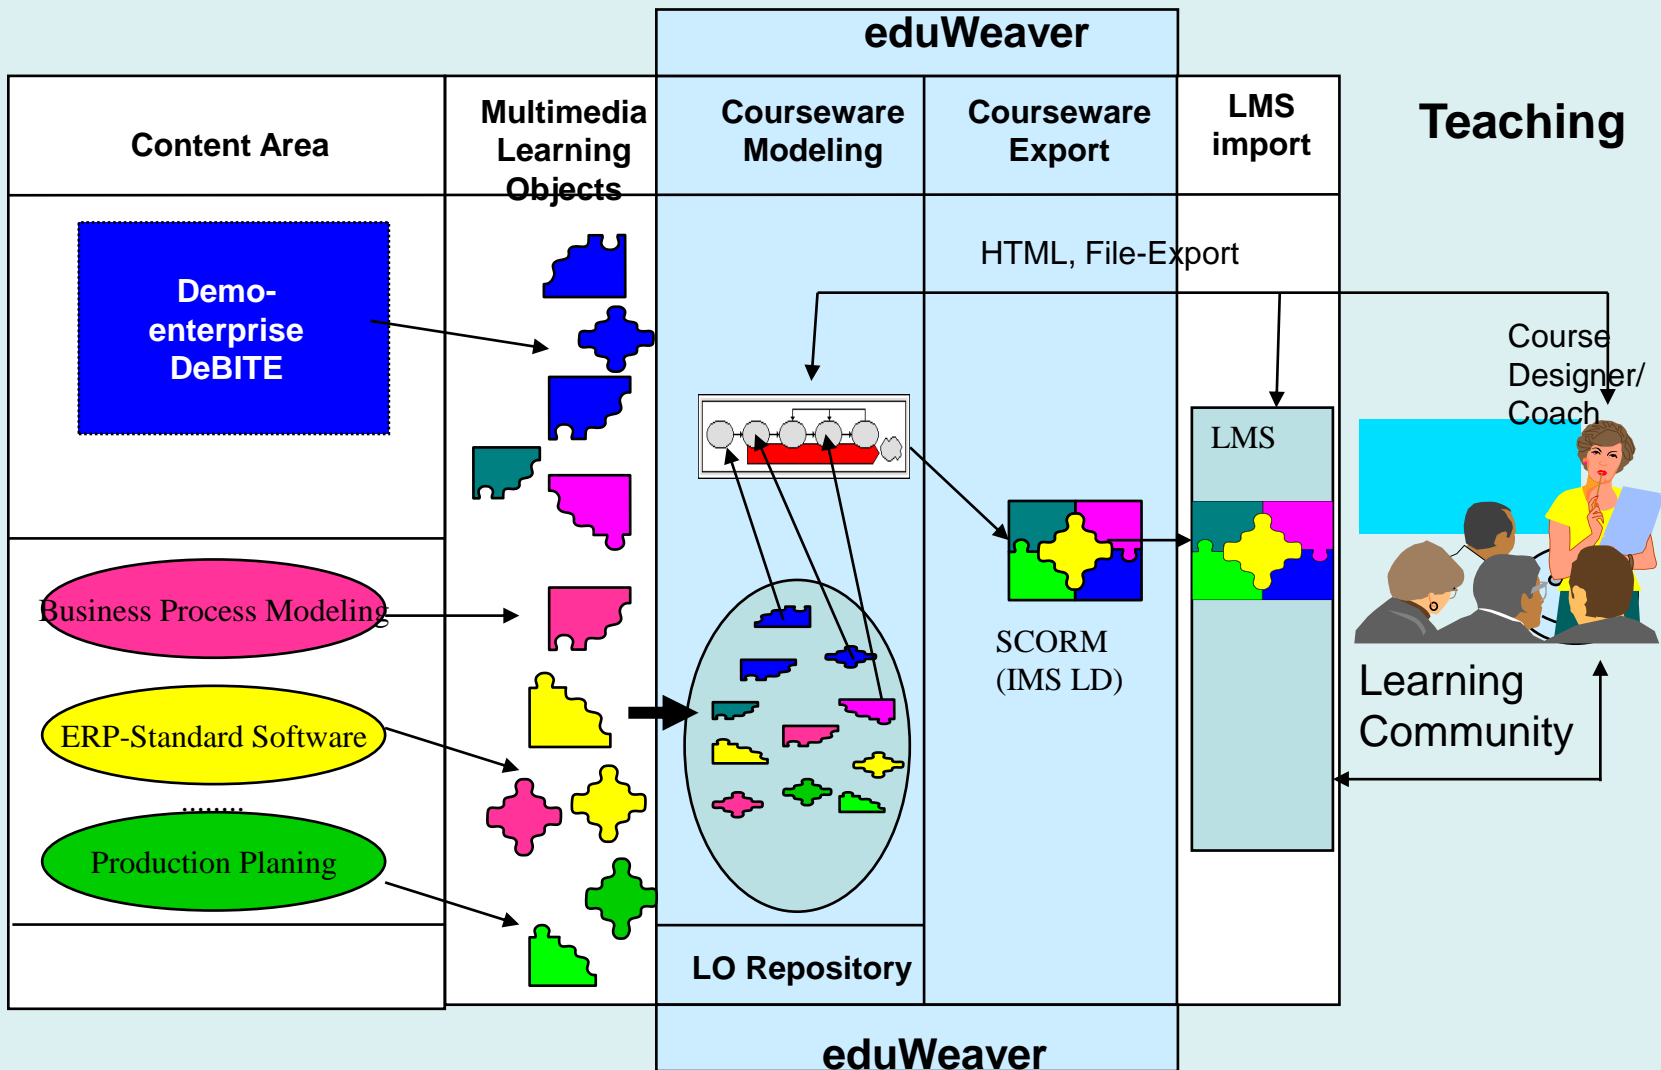 eduWeaver
Content Area
Multimedia
Learning
Objects
Courseware
Modeling
Courseware
Export
LMS
import
Teaching
Demo-
enterprise
DeBITE
HTML, File-Export
Course
Designer/
Coach
LMS
Business Process Modeling
SCORM
(IMS LD)
Learning
Community
ERP-Standard Software
........
Production Planing
LO Repository
eduWeaver